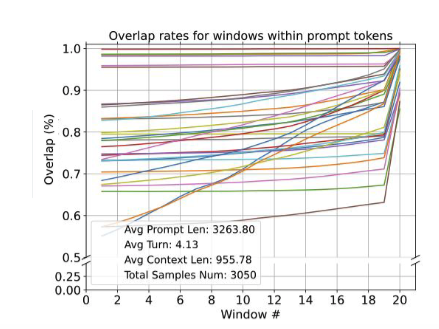 Overlap rates for windows within prompt tokens
1.0
0.9
0.8
0.7
0.6
0.5
0.25
0.00
Overlap (%)
Avg Prompt Len: 3263.80
Avg Turn: 4.13
Avg Context Len: 955.78
Total Samples Num: 3050
0 2 4 6 8 10 12 14 16 18 20
Window #